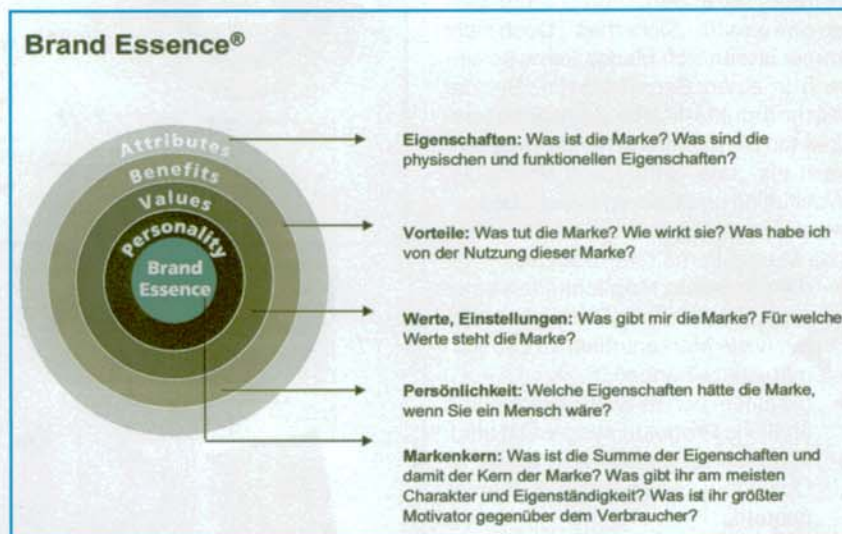 Brand Essence®
Attributes
Benefits
Values
Personality
Brand
Essence
Eigenschaften: Was ist die Marke? Was sind die
physischen und funktionellen Eigenschaften?
Vorteile: Was tut die Marke? Wie wirkt sie? Was habe ich
von der Nutzung dieser Marke?
Werte, Einstellungen: Was gibt mir die Marke? Für welche
Werte steht die Marke?
Persönlichkeit: Welche Eigenschaften hätte die Marke,
wenn Sie ein Mensch wäre?
Markenkern: Was ist die Summe der Eigenschaften und
damit der Kern der Marke? Was gibt ihr am meisten
Charakter und Eigenständigkeit? Was ist ihr größter
Motivator gegenüber dem Verbraucher?